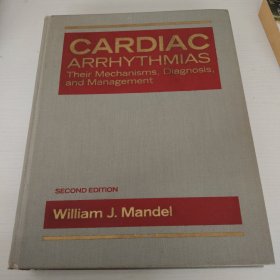 CARDIAC
ARRHYTHMIAS
Their Mechanisms, Diagnosis,
and Management
SECOND EDITION
William J. Mandel